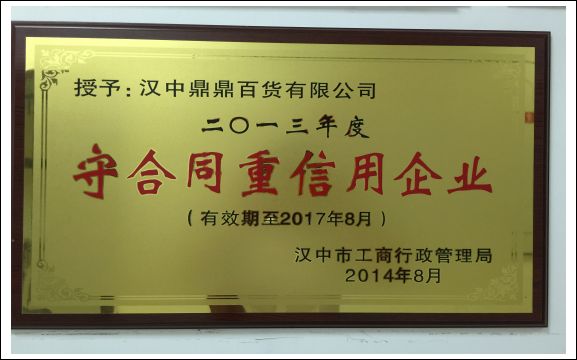 授予：汉中鼎鼎百货有限公司
二〇一三年度
守合同重信用企业
（有效期至2017年8月）
汉中市工商行政管理局
2014年8月